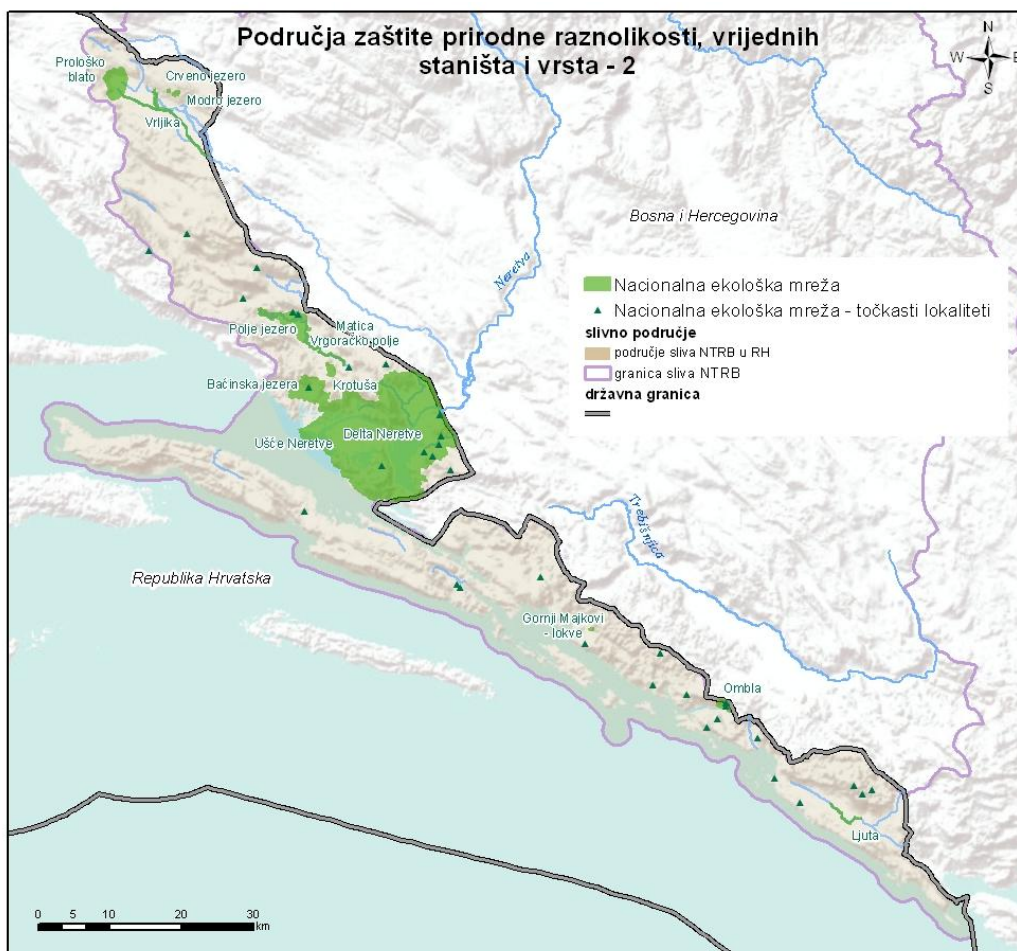 Područja zaštite prirodne raznolikosti, vrijednih
staništa i vrsta - 2
N
W
E
S
Prološko
blato
Crveno jezero
Modro jezero
Vrljika
Bosna i Hercegovina
Neretva
Nacionalna ekološka mreža
Nacionalna ekološka mreža - točkasti lokaliteti
slivno područje
područje sliva NTRB u RH
granica sliva NTRB
državna granica
Polje jezero
Matica
Vrgoračko polje
Baćinska jezera
Krotuša
Ušće Neretve
Delta Neretve
Trebišnjica
Republika Hrvatska
Gornji Majkovi
- lokve
Ombla
Ljuta
0 5 10 20 30
km